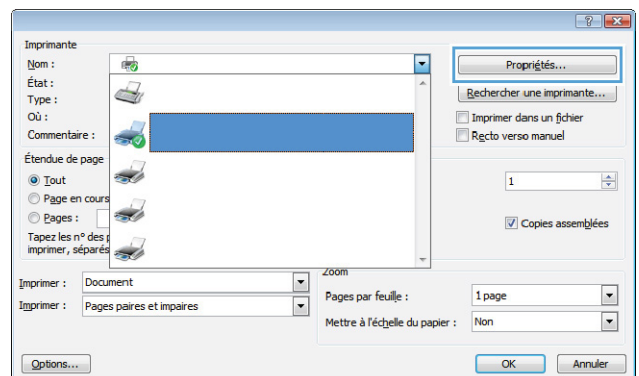 Imprimante
Nom :
Propriétés...
État :
Type :
Rechercher une imprimante...
Où :
Imprimer dans un fichier
Commentaire :
Recto verso manuel
Étendue de page
Tout
1
Page en cours
Pages :
Copies assemblées
Tapez les n° des
imprimer, séparés
Zoom
Imprimer : Document
Pages par feuille : 1 page
Imprimer : Pages paires et impaires
Mettre à l'échelle du papier : Non
Options...
OK
Annuler